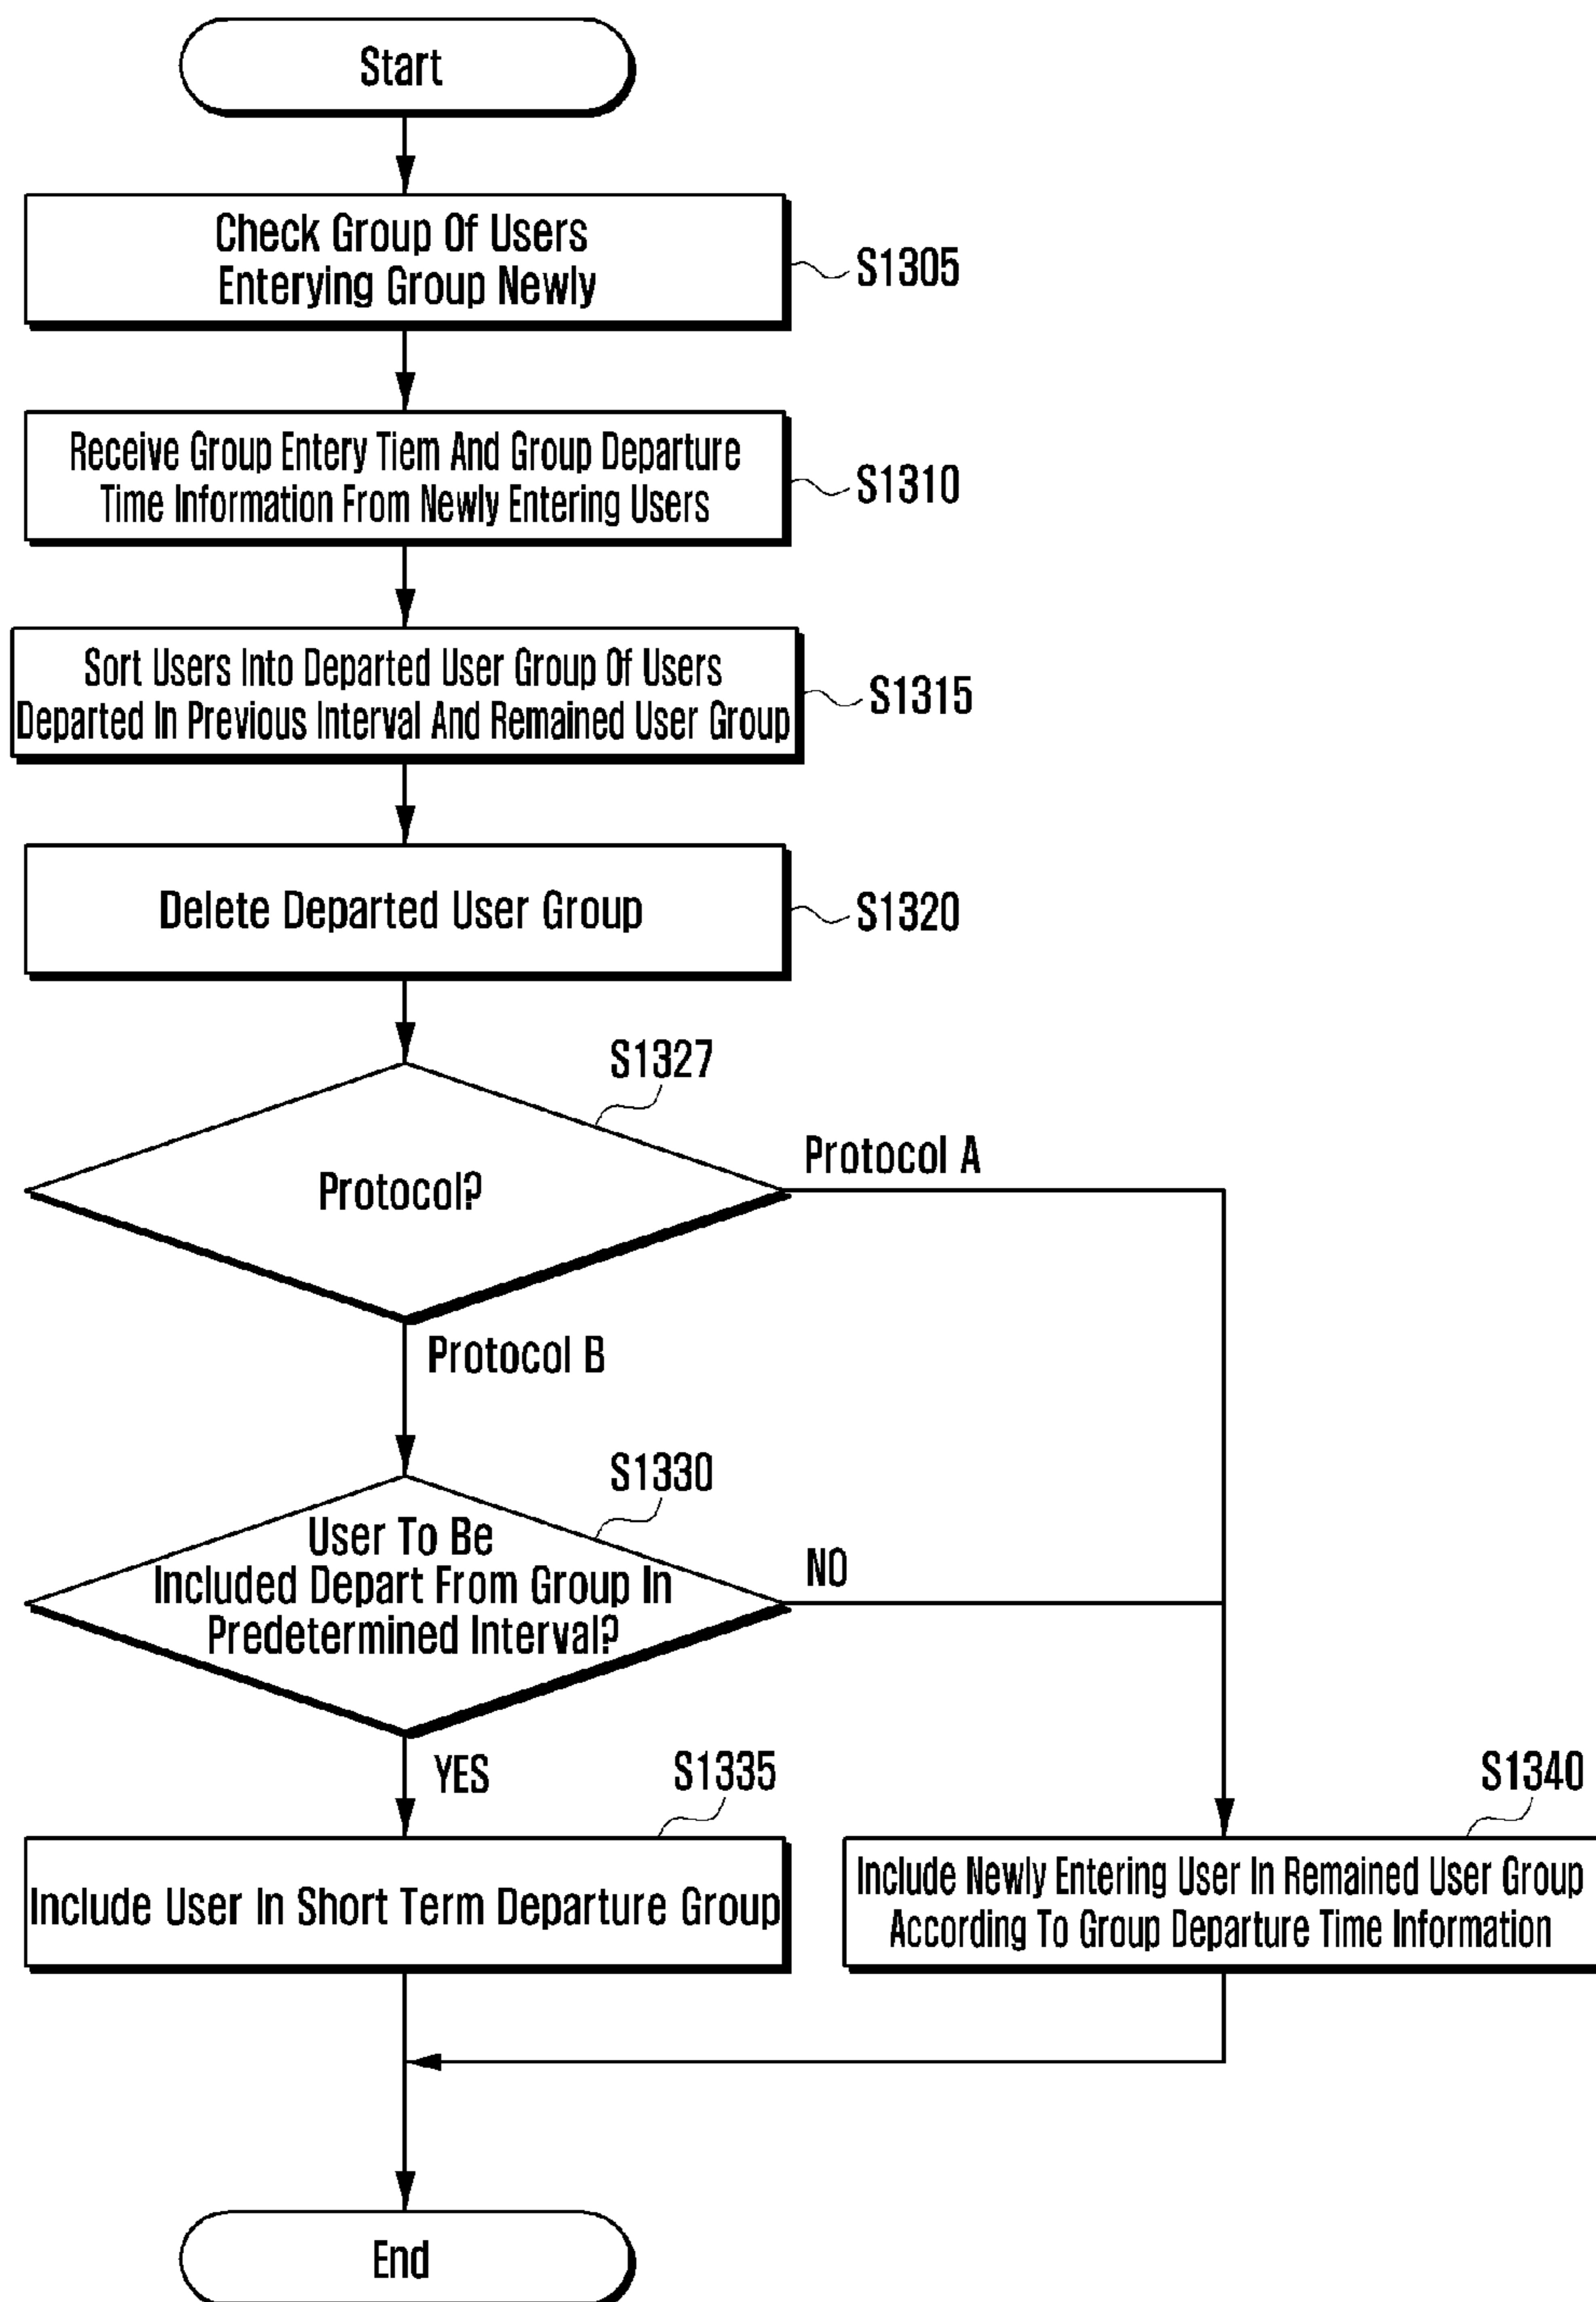 Start
Check Group Of Users
Enterying Group Newly
S1305
Receive Group Entery Tiem And Group Departure
Time Information From Newly Entering Users
S1310
Sort Users Into Departed User Group Of Users
Departed In Previous Interval And Remained User Group
S1315
Delete Departed User Group
S1320
S1327
Protocol?
Protocol A
Protocol B
S1330
User To Be
Included Depart From Group In
Predetermined Interval?
NO
YES
S1335
Include User In Short Term Departure Group
S1340
Include Newly Entering User In Remained User Group
According To Group Departure Time Information
End